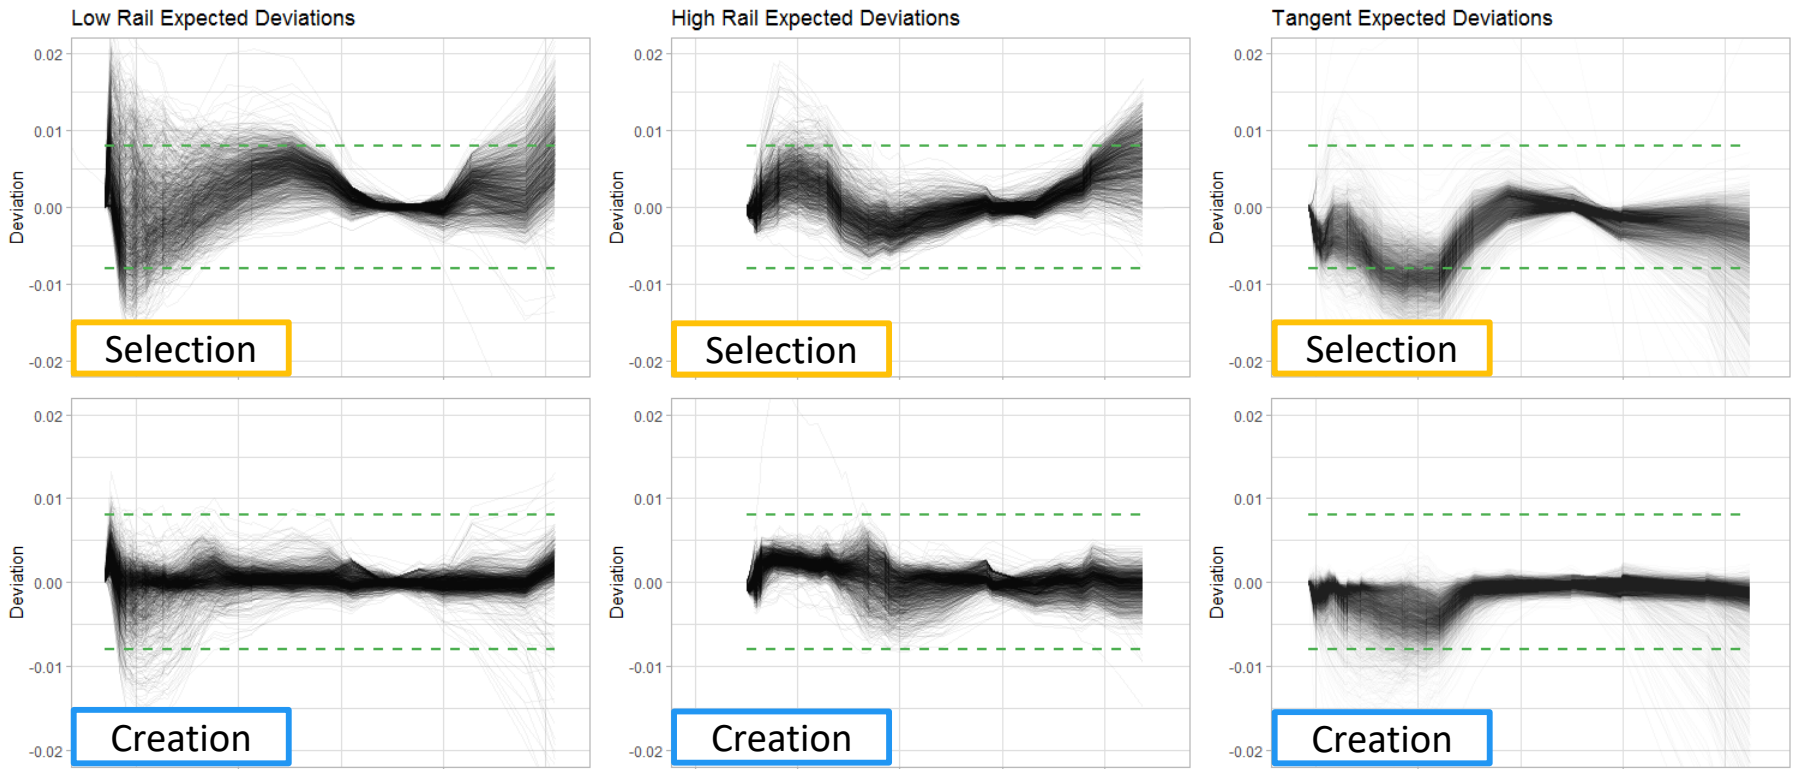 Low Rail Expected Deviations
High Rail Expected Deviations
Tangent Expected Deviations
0.02
0.01
0.00
-0.01
-0.02
Deviation
Selection
0.02
0.01
0.00
-0.01
-0.02
Deviation
Selection
0.02
0.01
0.00
-0.01
-0.02
Deviation
Selection
0.02
0.01
0.00
-0.01
-0.02
Deviation
Creation
0.02
0.01
0.00
-0.01
-0.02
Deviation
Creation
0.02
0.01
0.00
-0.01
-0.02
Deviation
Creation